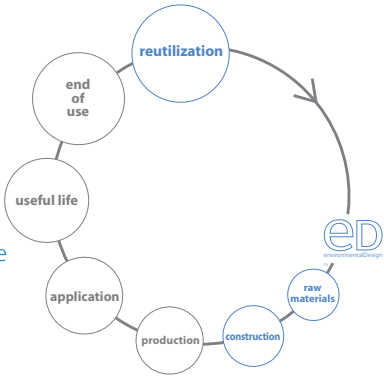 reutilization
end
of
use
useful life
e
application
production
construction
raw
materials
eD
environmentalDesign